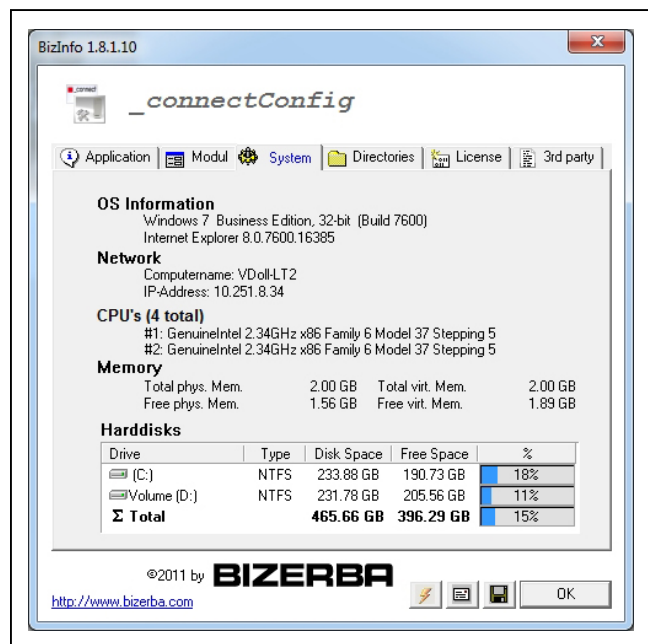 BizInfo 1.8.1.10
_connect
_connectConfig
Application Modul System Directories License 3rd party
OS Information
Windows 7 Business Edition, 32-bit (Build 7600)
Internet Explorer 8.0.7600.16385
Network
Computername: VDoll-LT2
IP-Address: 10.251.8.34
CPU's (4 total)
#1: GenuineIntel 2.34GHz x86 Family 6 Model 37 Stepping 5
#2: GenuineIntel 2.34GHz x86 Family 6 Model 37 Stepping 5
Memory
Total phys. Mem. 2.00 GB Total virt. Mem. 2.00 GB
Free phys. Mem. 1.56 GB Free virt. Mem. 1.89 GB
Harddisks
Drive Type Disk Space Free Space %
(C:) NTFS 233.88 GB 190.73 GB 18%
Volume (D:) NTFS 231.78 GB 205.56 GB 11%
Σ Total 465.66 GB 396.29 GB 15%
©2011 by BIZERBA
http://www.bizerba.com
OK